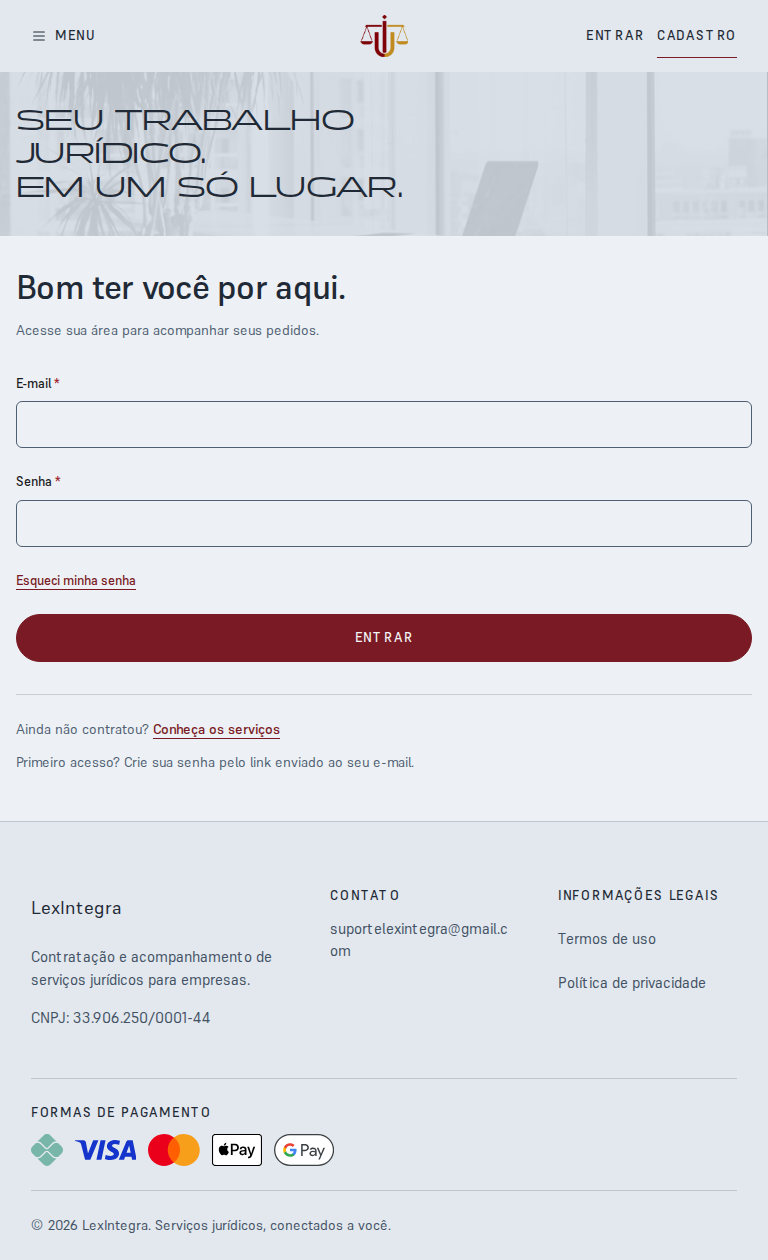 MENU
ENTRAR
CADASTRO
SEU TRABALHO
JURÍDICO.
EM UM SÓ LUGAR.
Bom ter você por aqui.
Acesse sua área para acompanhar seus pedidos.
E-mail *
Senha *
Esqueci minha senha
ENTRAR
Ainda não contratou? Conheça os serviços
Primeiro acesso? Crie sua senha pelo link enviado ao seu e-mail.
LexIntegra
Contratação e acompanhamento de
serviços jurídicos para empresas.
CNPJ: 33.906.250/0001-44
CONTATO
suportelexintegra@gmail.c
om
INFORMAÇÕES LEGAIS
Termos de uso
Política de privacidade
FORMAS DE PAGAMENTO
VISA
Pay
G Pay
© 2026 LexIntegra. Serviços jurídicos, conectados a você.